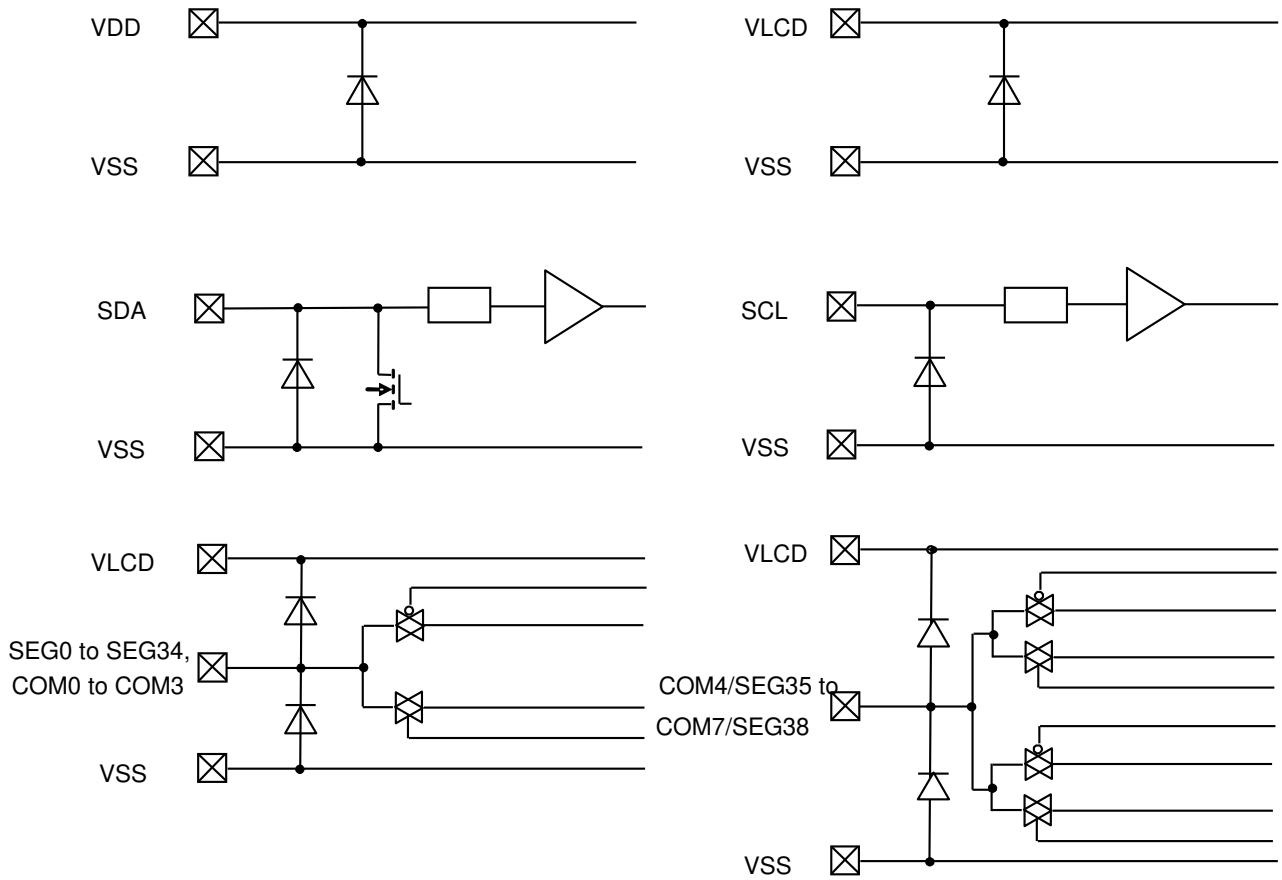 VDD
VSS
VLCD
VSS
SDA
VSS
SCL
VSS
VLCD
SEG0 to SEG34,
COM0 to COM3
VSS
VLCD
COM4/SEG35 to
COM7/SEG38
VSS